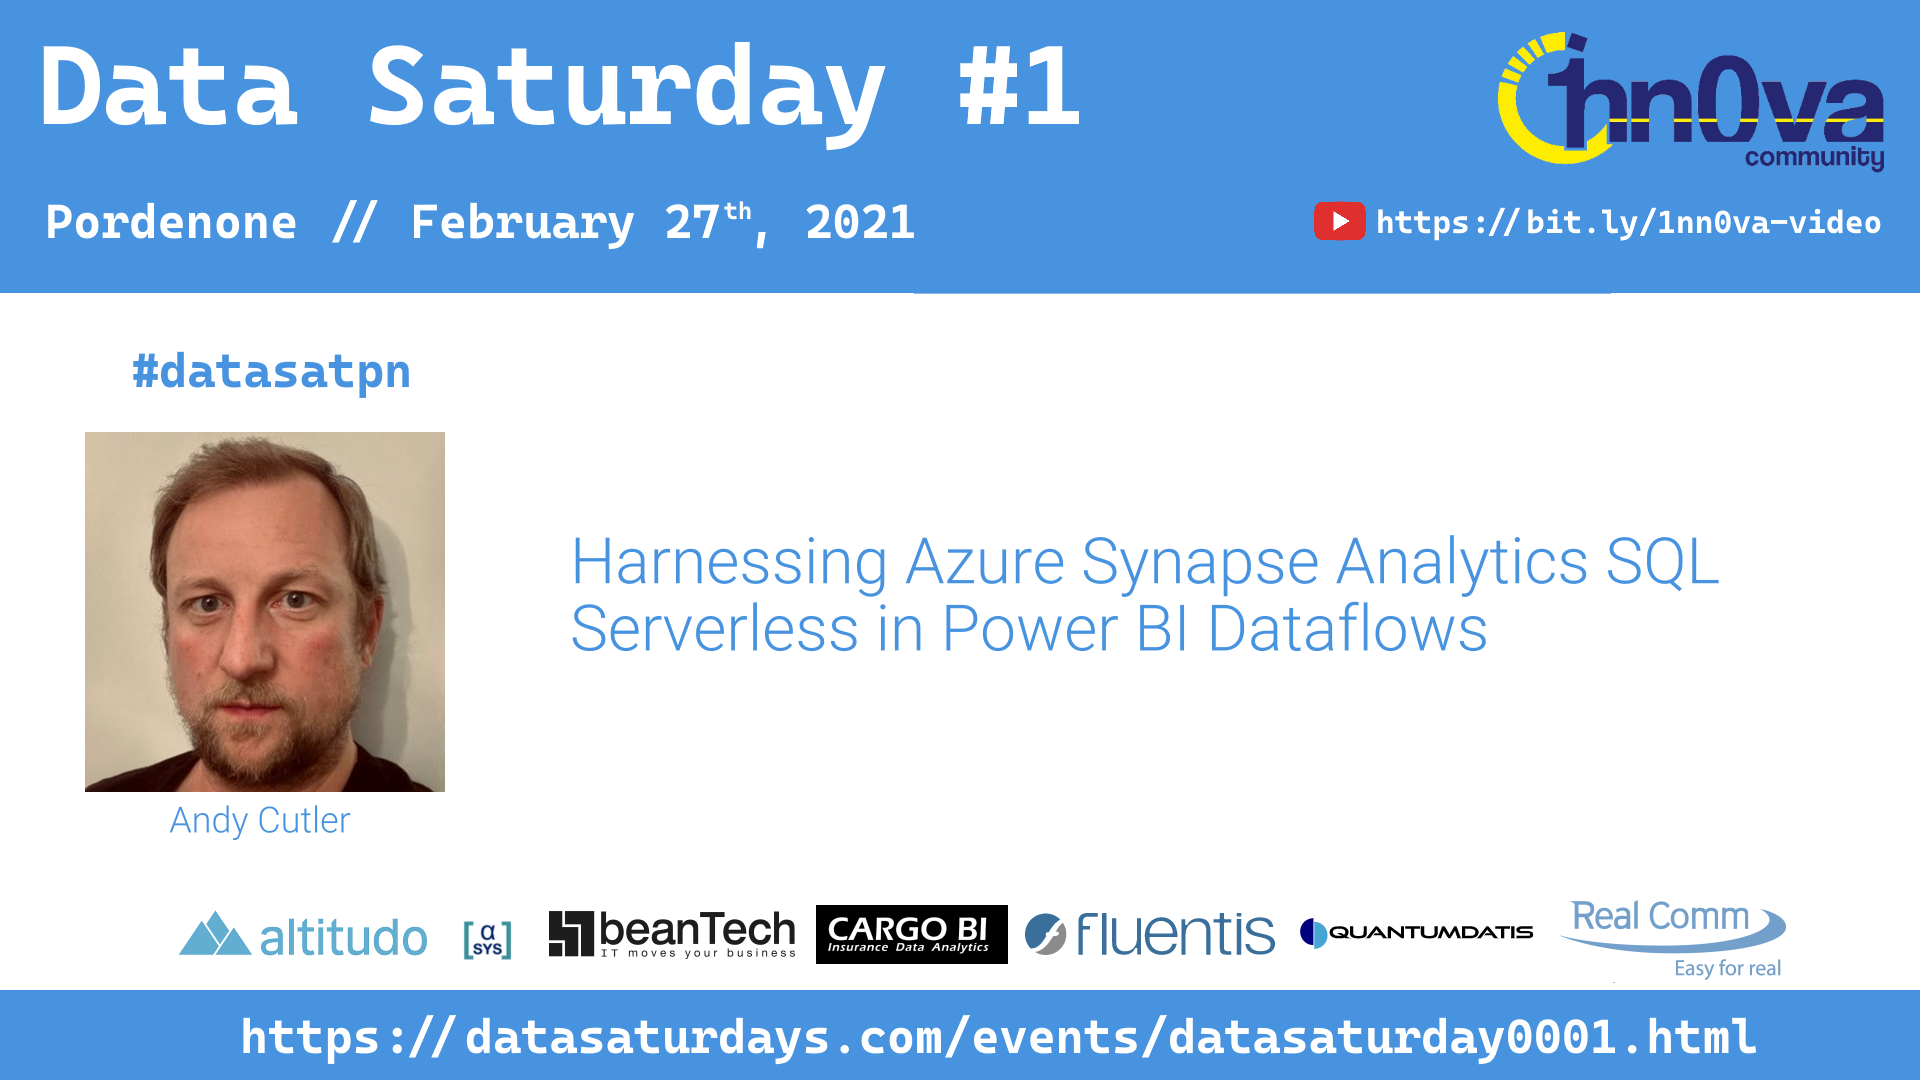 Data Saturday #1
1nn0va
community
Pordenone // February 27th, 2021
https://bit.ly/1nn0va-video
#datasatpn
Harnessing Azure Synapse Analytics SQL
Serverless in Power BI Dataflows
Andy Cutler
altitudo
[α
SYS]
beanTech
IT moves your business
CARGO BI
Insurance Data Analytics
fluentis
QUANTUMDATIS
Real Comm
Easy for real
https://datasaturdays.com/events/datasaturday0001.html